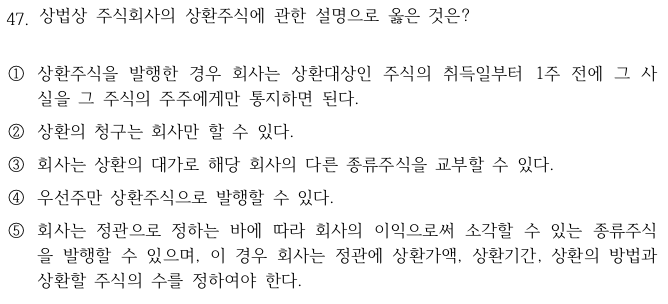 47. 상법상 주식회사의 상환주식에 관한 설명으로 옳은 것은?
① 상환주식을 발행한 경우 회사는 상환대상인 주식의 취득일부터 1주 전에 그 사
실을 그 주식의 주주에게만 통지하면 된다.
② 상환의 청구는 회사만 할 수 있다.
③ 회사는 상환의 대가로 해당 회사의 다른 종류주식을 교부할 수 있다.
④ 우선주만 상환주식으로 발행할 수 있다.
⑤ 회사는 정관으로 정하는 바에 따라 회사의 이익으로써 소각할 수 있는 종류주식
을 발행할 수 있으며, 이 경우 회사는 정관에 상환가액, 상환기간, 상환의 방법과
상환할 주식의 수를 정하여야 한다.